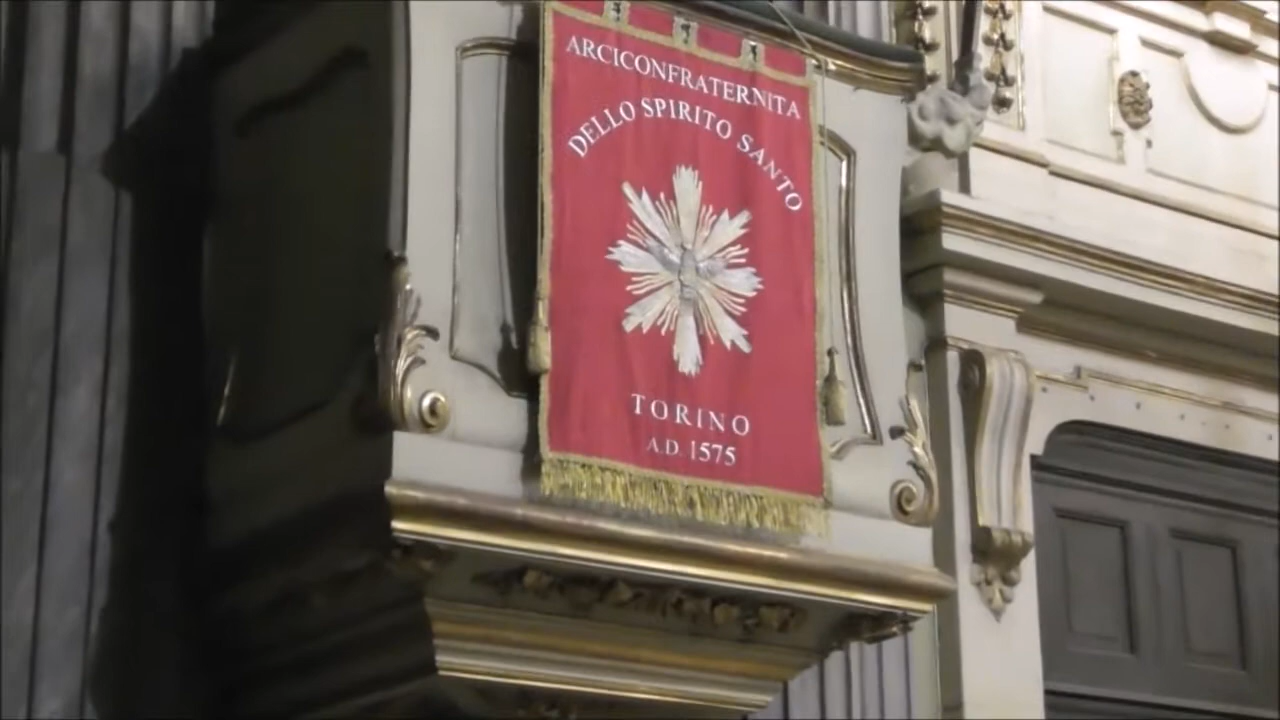 ARCICONFRATERNITA
DELLO SPIRITO SANTO
TORINO
A.D. 1575